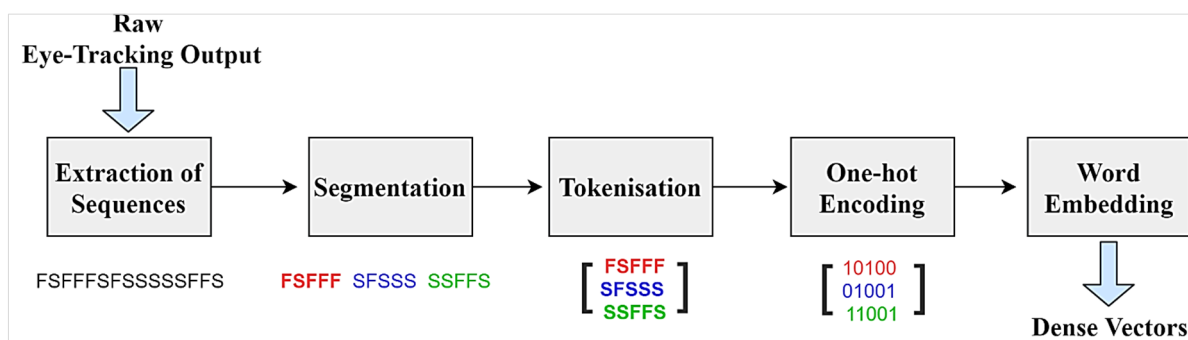 Raw
Eye-Tracking Output
Extraction of
Sequences
Segmentation
Tokenisation
One-hot
Encoding
Word
Embedding
FSFFFSFSSSSSFFS
FSFFF SFSSS SSFFS
[ FSFFF
SFSSS
SSFFS ]
[ 10100
01001
11001 ]
Dense Vectors